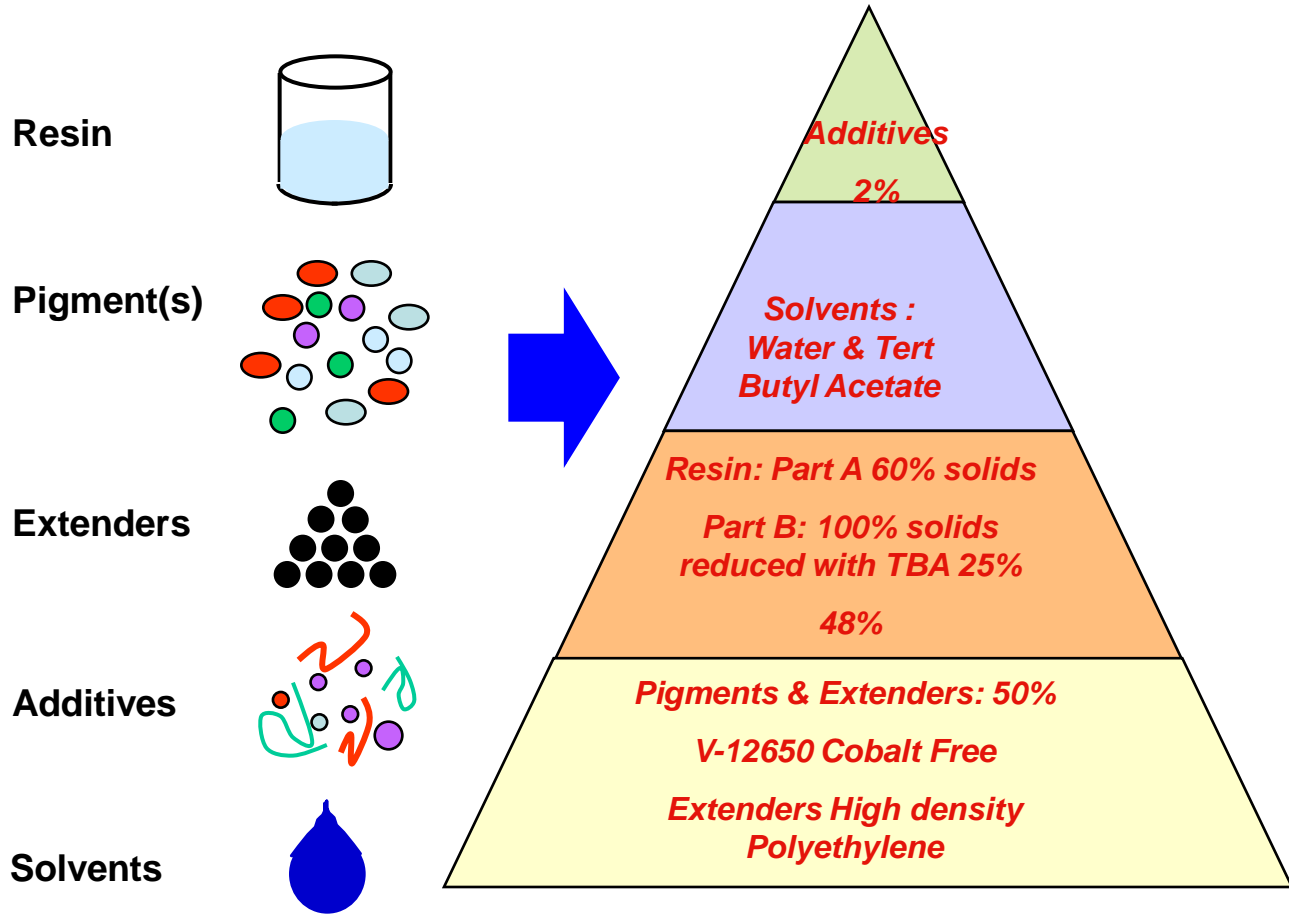 Resin
Pigment(s)
Extenders
Additives
Solvents
Additives
2%
Solvents :
Water & Tert
Butyl Acetate
Resin: Part A 60% solids
Part B: 100% solids
reduced with TBA 25%
48%
Pigments & Extenders: 50%
V-12650 Cobalt Free
Extenders High density
Polyethylene